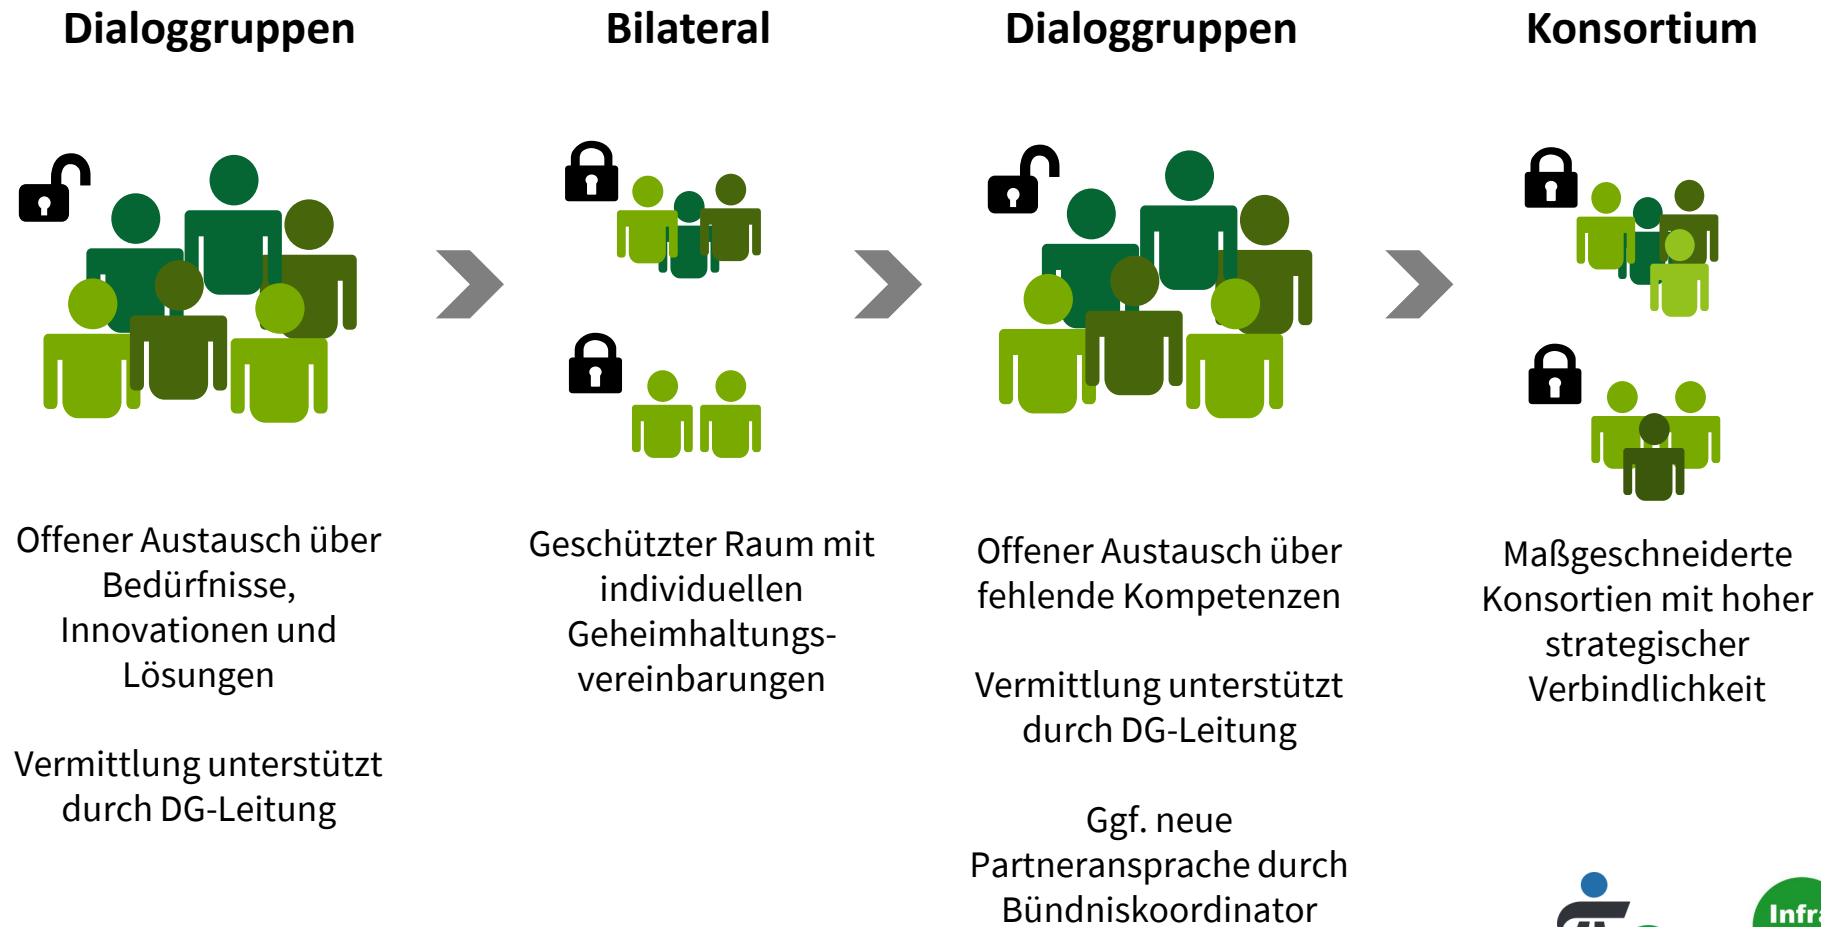 Dialoggruppen
Bilateral
Dialoggruppen
Konsortium
Offener Austausch über
Bedürfnisse,
Innovationen und
Lösungen
Vermittlung unterstützt
durch DG-Leitung
Geschützter Raum mit
individuellen
Geheimhaltungs-
vereinbarungen
Offener Austausch über
fehlende Kompetenzen
Vermittlung unterstützt
durch DG-Leitung
Ggf. neue
Partneransprache durch
Bündniskoordinator
Maßgeschneiderte
Konsortien mit hoher
strategischer
Verbindlichkeit